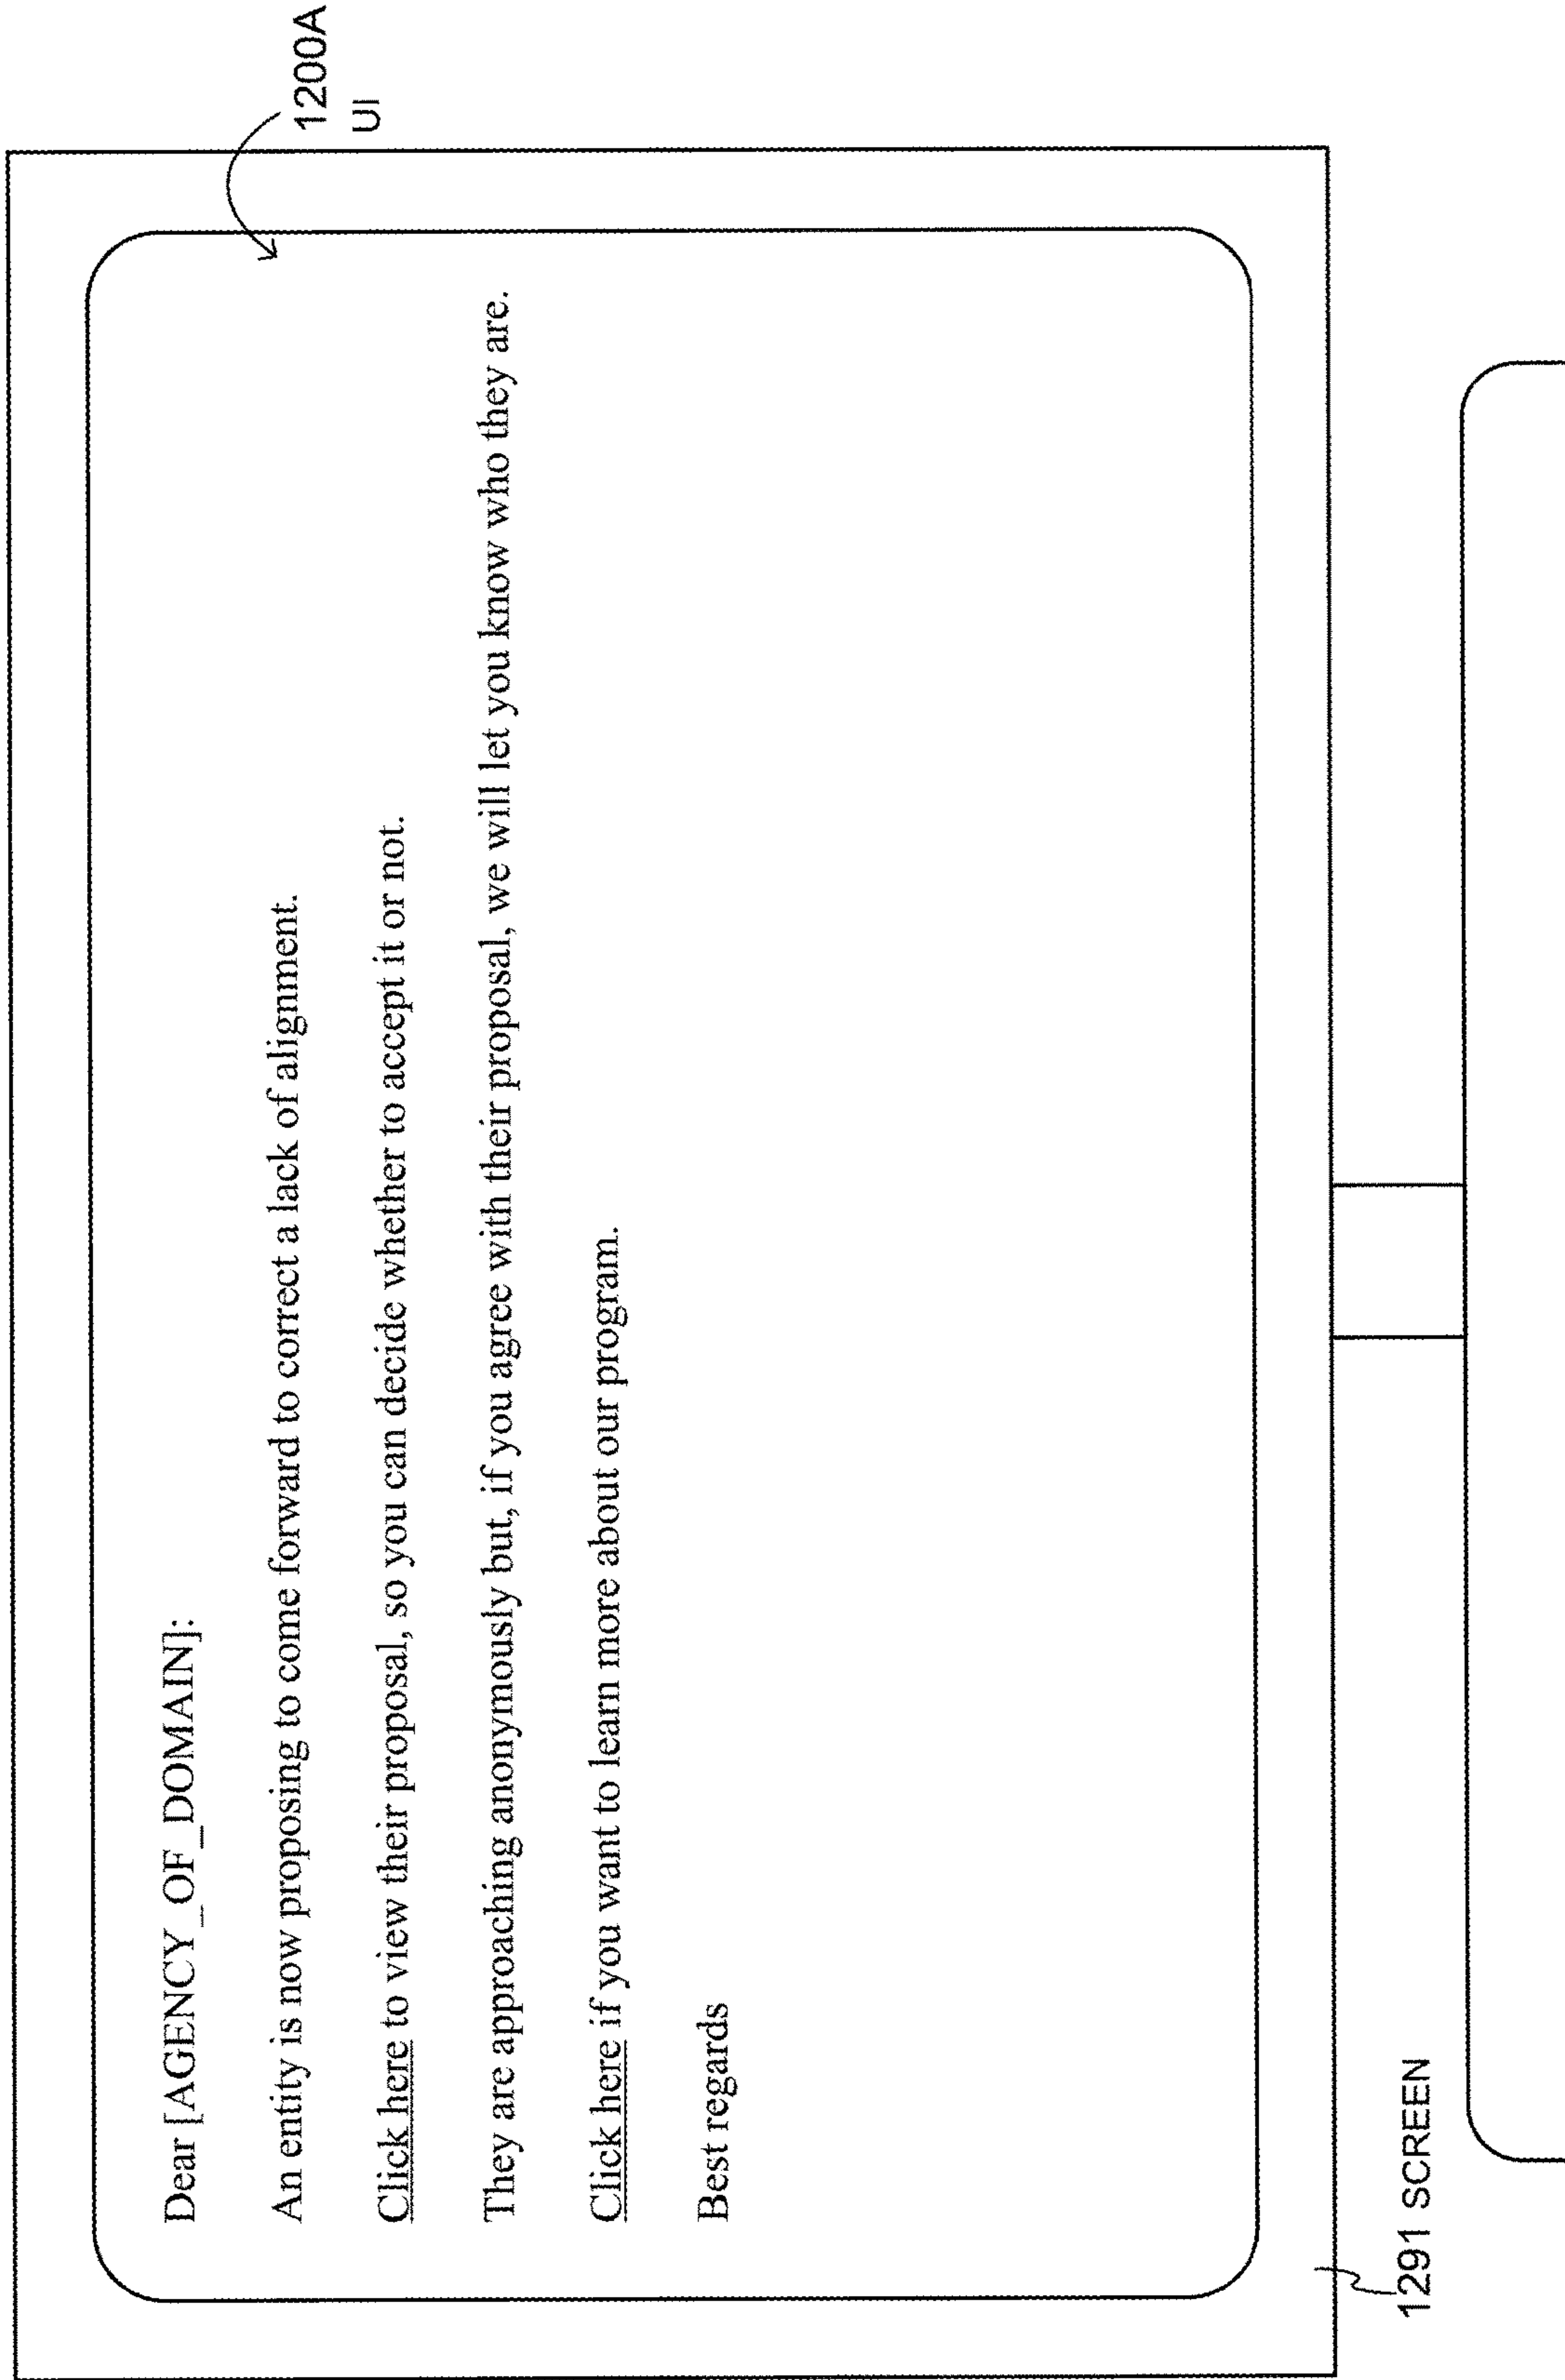 1200A
UI
Dear [AGENCY_OF_DOMAIN]:
An entity is now proposing to come forward to correct a lack of alignment.
Click here to view their proposal, so you can decide whether to accept it or not.
They are approaching anonymously but, if you agree with their proposal, we will let you know who they are.
Click here if you want to learn more about our program.
Best regards
1291 SCREEN